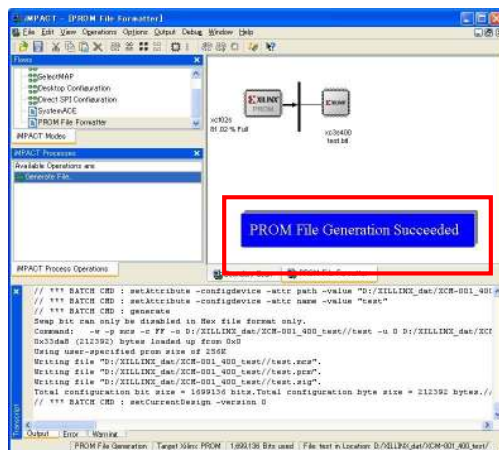 iMPACT - [PROM File Formatter]
File Edit View Operations Options Output Debug Window Help
Flows
SelectMAP
Desktop Configuration
Direct SPI Configuration
SystemACE
PROM File Formatter
iMPACT Modes
iMPACT Processes
Available Operations are:
Generate File...
iMPACT Process Operations
XILINX
PROM
xcf02s
81.02 % Full
XILINX
xc3s400
test.bit
PROM File Generation Succeeded
// *** BATCH CMD : setAttribute -configdevice -attr path -value "D:/XILLINX_dat/XCM-001_400_test/
// *** BATCH CMD : setAttribute -configdevice -attr name -value "test"
// *** BATCH CMD : generate
Swap bit can only be disabled in Hex file format only.
Command: -w -p mcs -c FF -o D:/XILLINX_dat/XCM-001_400_test//test -u 0 D:/XILLINX_dat/XCM
0x33da8 (212392) bytes loaded up from 0x0
Using user-specified prom size of 256K
Writing file "D:/XILLINX_dat/XCM-001_400_test//test.mcs".
Writing file "D:/XILLINX_dat/XCM-001_400_test//test.prm".
Writing file "D:/XILLINX_dat/XCM-001_400_test//test.sig".
Total configuration bit size = 1699136 bits.Total configuration byte size = 212392 bytes.//
// *** BATCH CMD : setCurrentDesign -version 0
Transcript
Output Error Warning
PROM File Generation Target Xilinx PROM 1,699,136 Bits used File: test in Location: D:/XILLINX_dat/XCM-001_400_test/